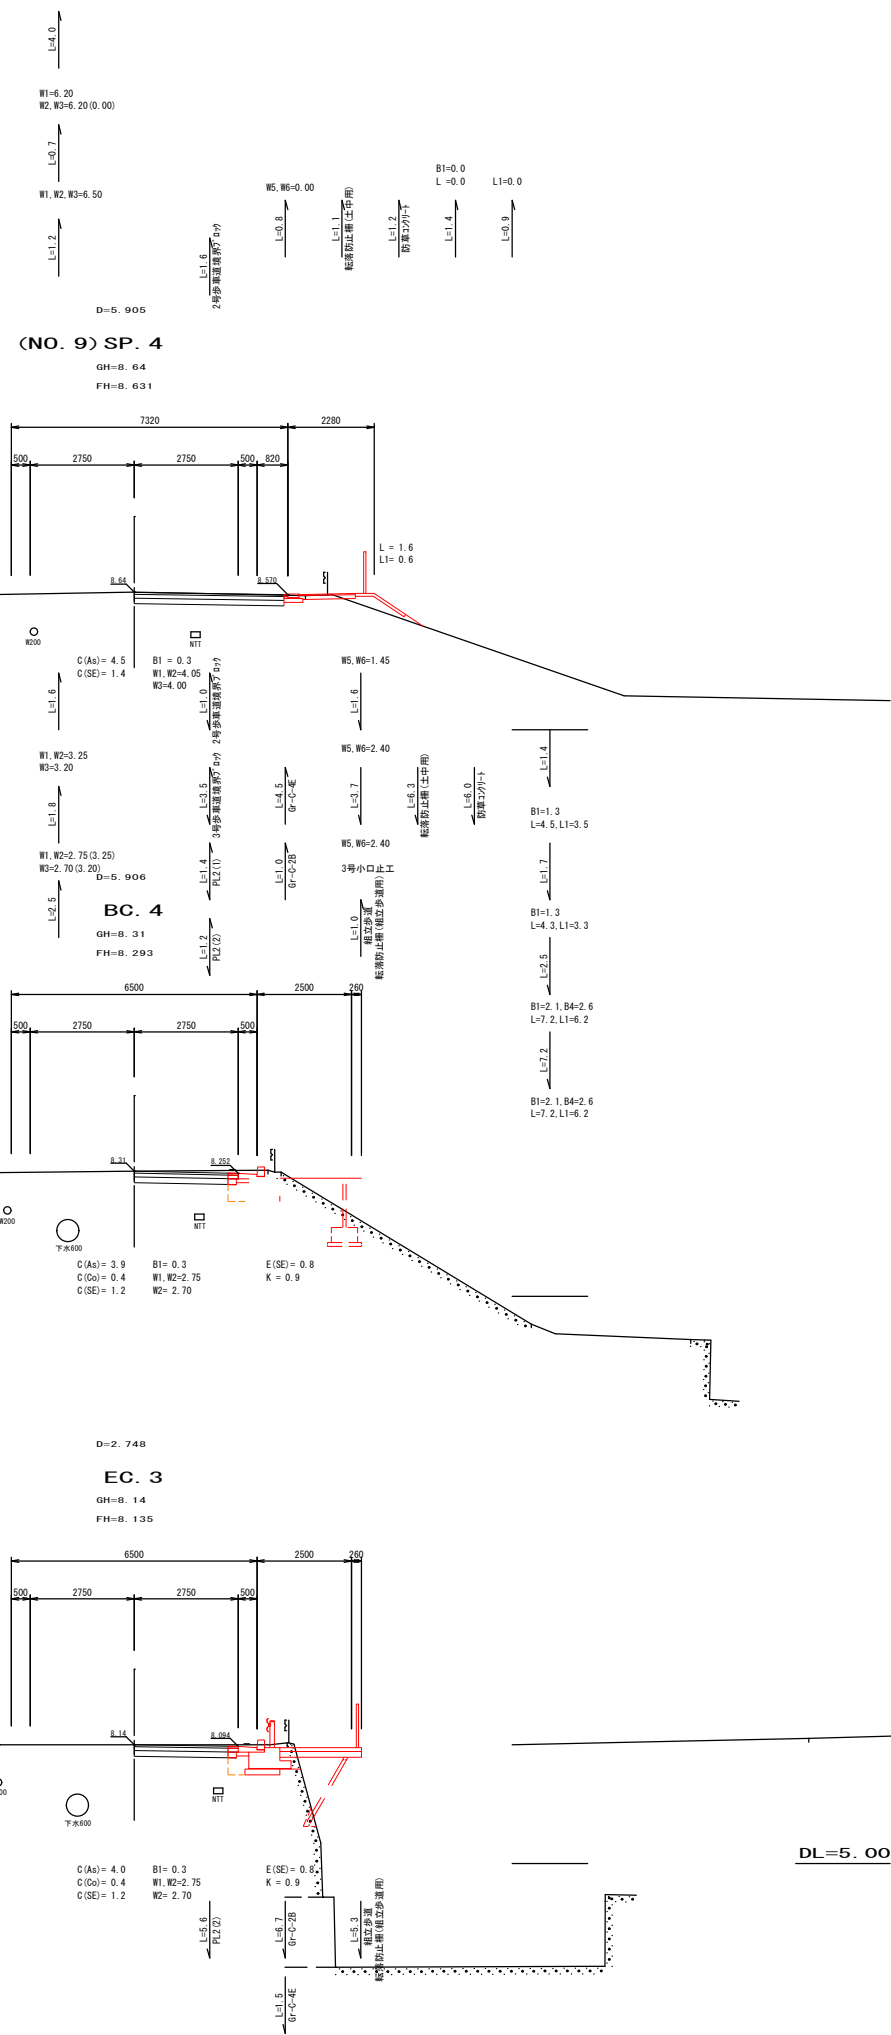 L=4.0
W1=6.20
W2,W3=6.20(0.00)
L=0.7
W1,W2,W3=6.50
L=1.2
L=1.6
2号歩車道境界ブロック
W5,W6=0.00
L=0.8
L=1.1
転落防止柵(土中用)
L=1.2
防草コンクリート
B1=0.0
L =0.0
L=1.4
L1=0.0
L=0.9
D=5.905
(NO. 9) SP. 4
GH=8.64
FH=8.631
7320
2280
500
2750
2750
500
820
L = 1.6
L1= 0.6
8.64
8.570
W200
NTT
C(As)= 4.5
C(SE)= 1.4
B1 = 0.3
W1,W2=4.05
W3=4.00
W5,W6=1.45
L=1.6
L=1.0
2号歩車道境界ブロック
L=1.6
W1,W2=3.25
W3=3.20
L=1.8
L=3.5
3号歩車道境界ブロック
L=4.5
Gr-C-4E
W5,W6=2.40
L=3.7
L=6.3
転落防止柵(土中用)
L=6.0
防草コンクリート
L=1.4
B1=1.3
L=4.5,L1=3.5
L=1.7
W1,W2=2.75(3.25)
W3=2.70(3.20)
L=2.5
L=1.4
PL2(1)
L=1.0
Gr-C-2B
W5,W6=2.40
3号小口止工
L=1.0
組立歩道
転落防止柵(組立歩道用)
B1=1.3
L=4.3,L1=3.3
L=2.5
B1=2.1,B4=2.6
L=7.2,L1=6.2
L=7.2
B1=2.1,B4=2.6
L=7.2,L1=6.2
D=5.906
BC. 4
GH=8.31
FH=8.293
L=1.2
PL2(2)
6500
2500
260
500
2750
2750
500
8.31
8.252
W200
下水600
NTT
C(As)= 3.9
C(Co)= 0.4
C(SE)= 1.2
B1= 0.3
W1,W2=2.75
W2= 2.70
E(SE)= 0.8
K = 0.9
D=2.748
EC. 3
GH=8.14
FH=8.135
6500
2500
260
500
2750
2750
500
8.14
8.094
下水600
NTT
DL=5.00
C(As)= 4.0
C(Co)= 0.4
C(SE)= 1.2
B1= 0.3
W1,W2=2.75
W2= 2.70
E(SE)= 0.8
K = 0.9
L=5.6
PL2(2)
L=6.7
Gr-C-2B
L=5.3
組立歩道
転落防止柵(組立歩道用)
L=1.5
Gr-C-4E